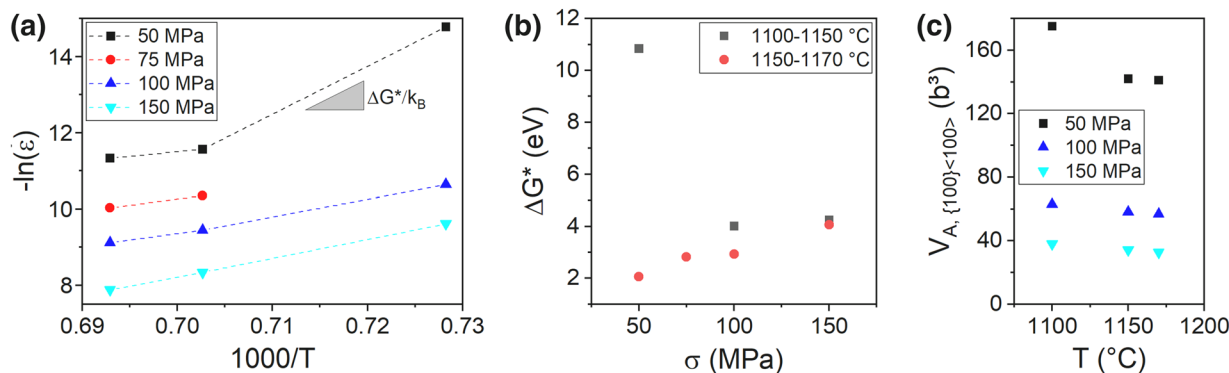 (a)
50 MPa
75 MPa
100 MPa
150 MPa
ΔG*/k_B
-ln(ε̇)
14
12
10
8
0.69 0.70 0.71 0.72 0.73
1000/T
(b)
1100-1150 °C
1150-1170 °C
ΔG* (eV)
12
10
8
6
4
2
50 100 150
σ (MPa)
(c)
50 MPa
100 MPa
150 MPa
V_A, {100}<100> (b³)
160
120
80
40
0
1100 1150 1200
T (°C)